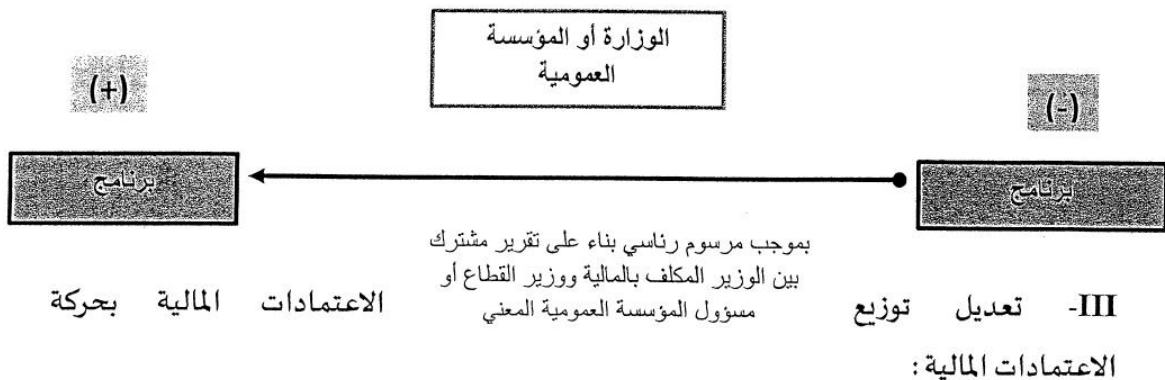 الوزارة أو المؤسسة
العمومية
(-)
(+)
برنامج
برنامج
بموجب مرسوم رئاسي بناء على تقرير مشترك
بين الوزير المكلف بالمالية ووزير القطاع أو
مسؤول المؤسسة العمومية المعني
III- تعديل توزيع الاعتمادات المالية بحركة
الاعتمادات المالية :